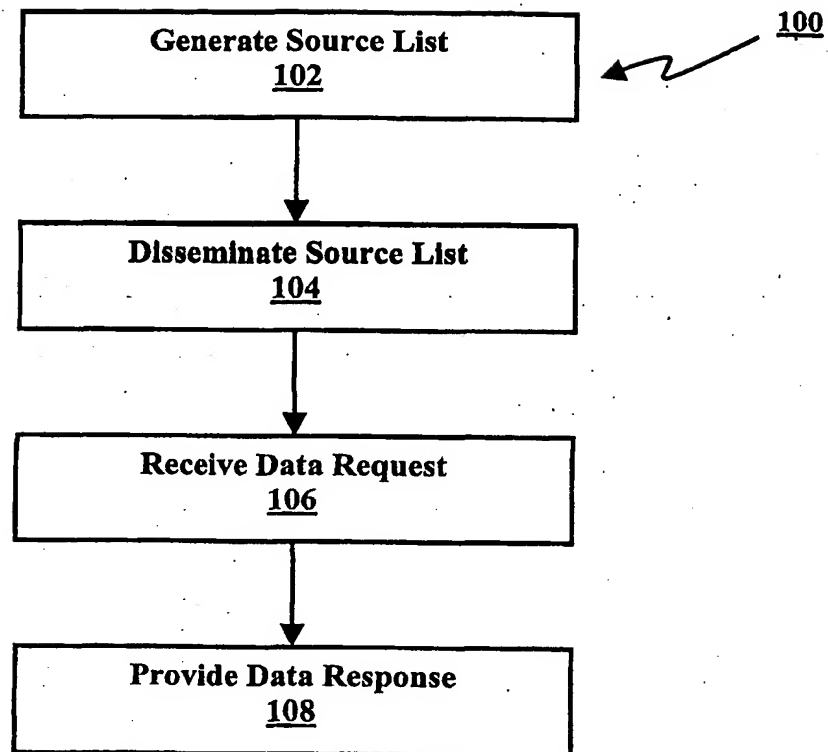 100
Generate Source List
102
Disseminate Source List
104
Receive Data Request
106
Provide Data Response
108